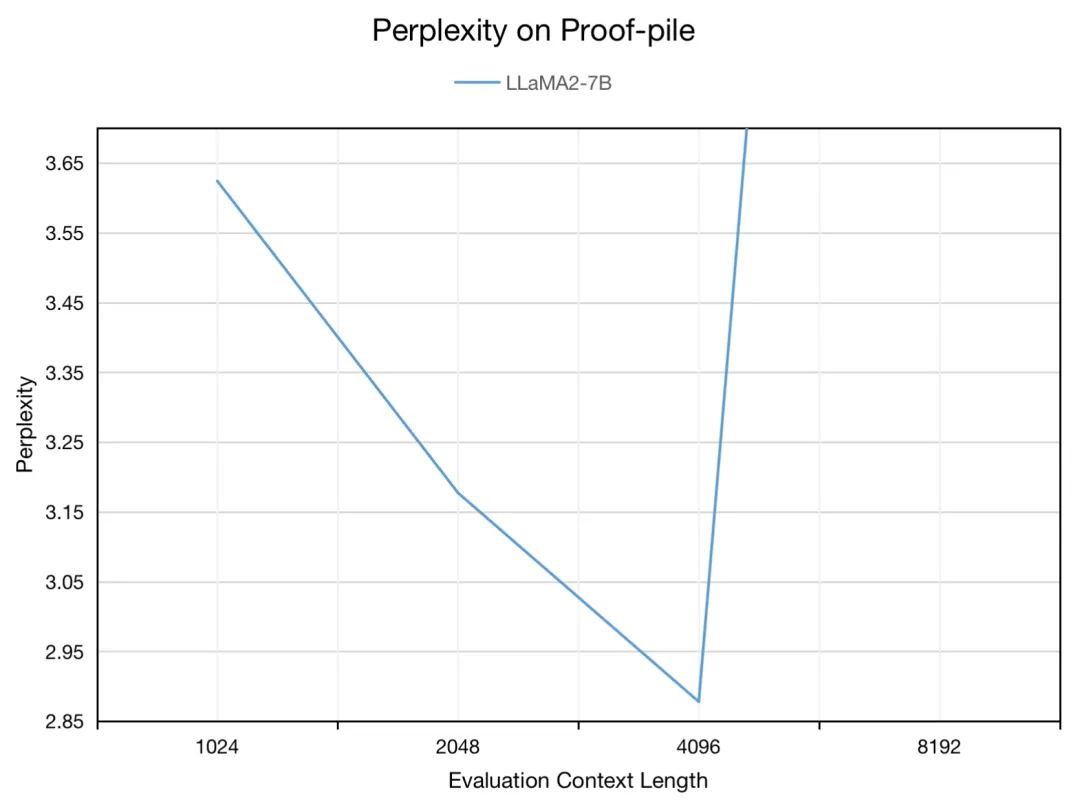 Perplexity on Proof-pile
LLaMA2-7B
3.65
3.55
3.45
3.35
3.25
3.15
3.05
2.95
2.85
Perplexity
1024 2048 4096 8192
Evaluation Context Length